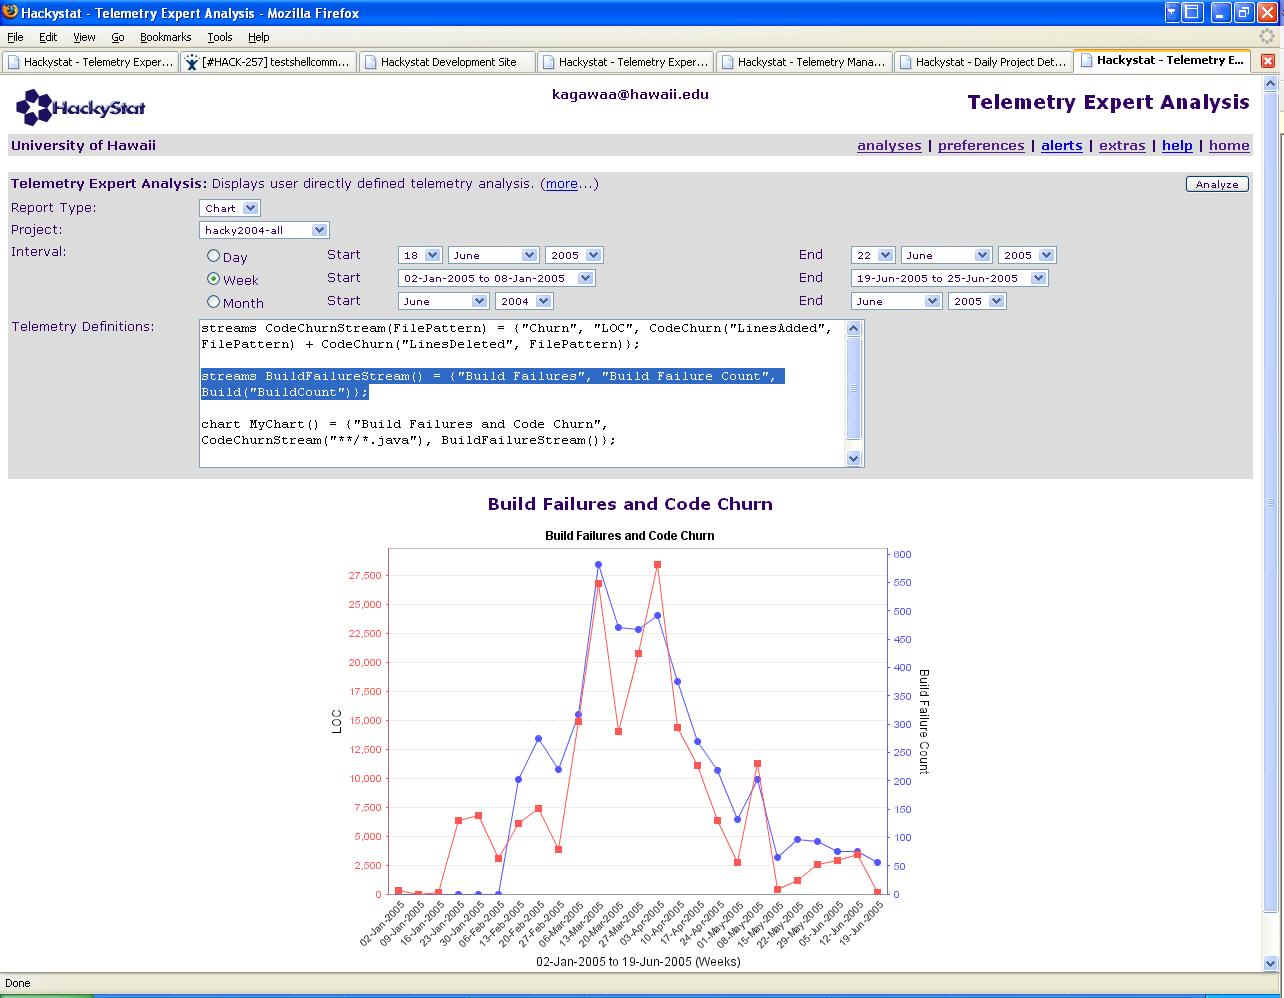 Hackystat - Telemetry Expert Analysis - Mozilla Firefox
File Edit View Go Bookmarks Tools Help
Hackystat - Telemetry Exper... [#HACK-257] testshellcomm... Hackystat Development Site Hackystat - Telemetry Exper... Hackystat - Telemetry Mana... Hackystat - Daily Project Det... Hackystat - Telemetry E...
HackyStat kagawaa@hawaii.edu Telemetry Expert Analysis
University of Hawaii analyses | preferences | alerts | extras | help | home
Telemetry Expert Analysis: Displays user directly defined telemetry analysis. (more...) Analyze
Report Type: Chart
Project: hacky2004-all
Interval: Day Start 18 June 2005 End 22 June 2005
Week Start 02-Jan-2005 to 08-Jan-2005 End 19-Jun-2005 to 25-Jun-2005
Month Start June 2004 End June 2005
Telemetry Definitions:
streams CodeChurnStream(FilePattern) = {"Churn", "LOC", CodeChurn("LinesAdded",
FilePattern) + CodeChurn("LinesDeleted", FilePattern)};
streams BuildFailureStream() = {"Build Failures", "Build Failure Count",
Build("BuildCount")};
chart MyChart() = {"Build Failures and Code Churn",
CodeChurnStream("**/*.java"), BuildFailureStream()};
Build Failures and Code Churn
Build Failures and Code Churn
LOC
27,500
25,000
22,500
20,000
17,500
15,000
12,500
10,000
7,500
5,000
2,500
0
600
550
500
450
400
350
300
250
200
150
100
50
0
Build Failure Count
02-Jan-2005
09-Jan-2005
16-Jan-2005
23-Jan-2005
30-Jan-2005
06-Feb-2005
13-Feb-2005
20-Feb-2005
27-Feb-2005
06-Mar-2005
13-Mar-2005
20-Mar-2005
27-Mar-2005
03-Apr-2005
10-Apr-2005
17-Apr-2005
24-Apr-2005
01-May-2005
08-May-2005
15-May-2005
22-May-2005
29-May-2005
05-Jun-2005
12-Jun-2005
19-Jun-2005
02-Jan-2005 to 19-Jun-2005 (Weeks)
Done